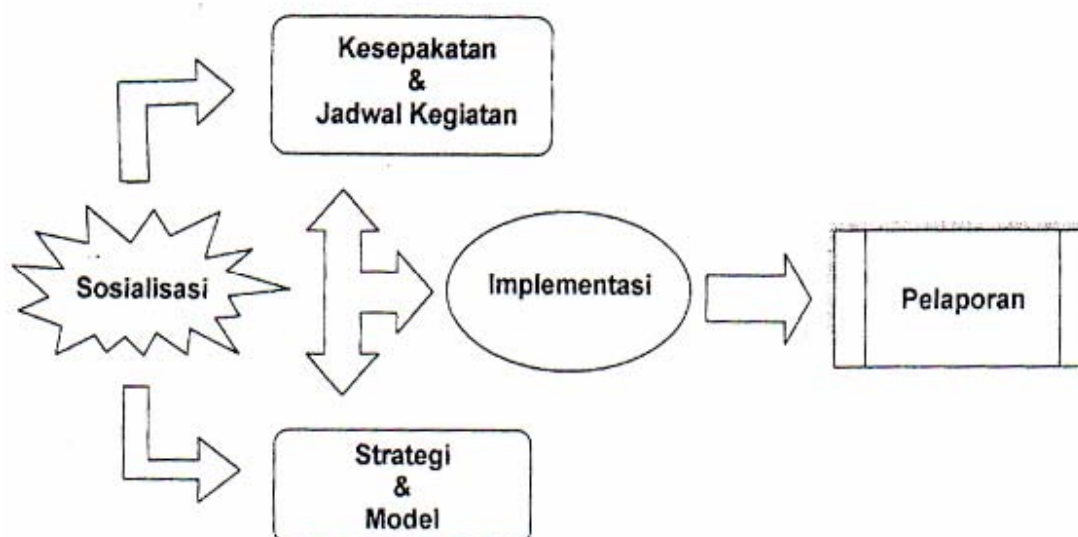 Kesepakatan
&
Jadwal Kegiatan
Sosialisasi
Implementasi
Pelaporan
Strategi
&
Model